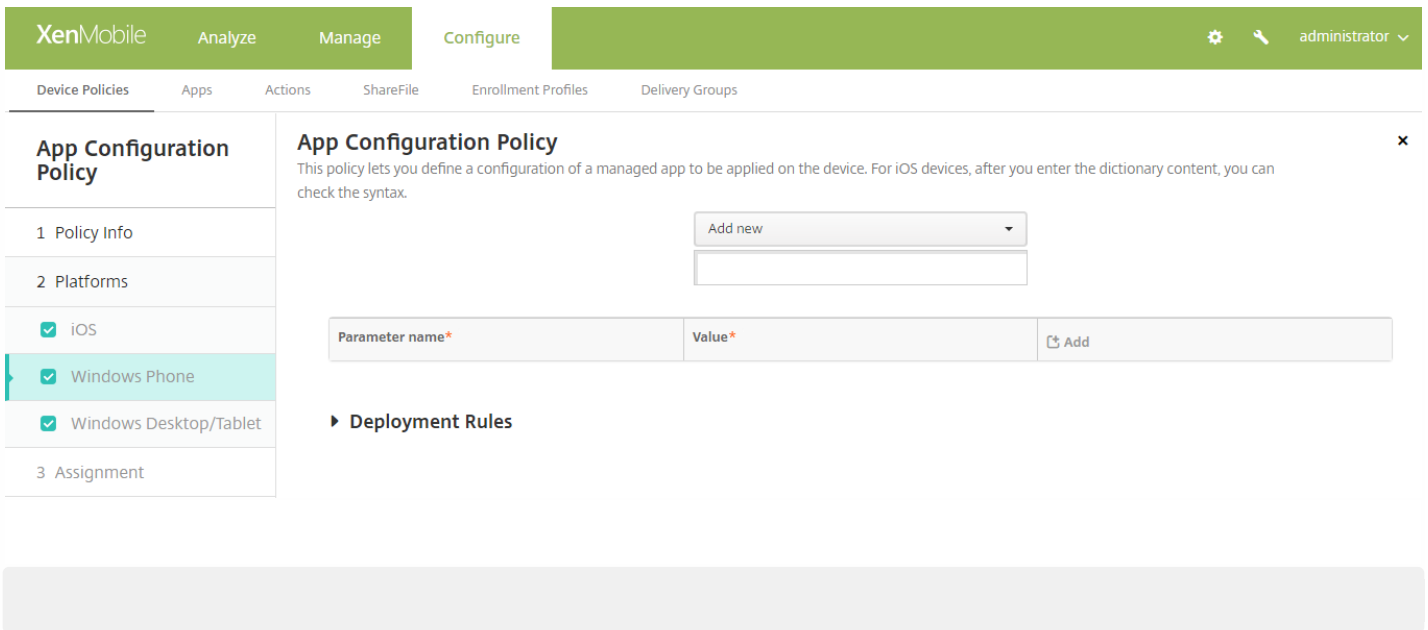 XenMobile Analyze Manage Configure administrator
Device Policies Apps Actions ShareFile Enrollment Profiles Delivery Groups
App Configuration
Policy
1 Policy Info
2 Platforms
iOS
Windows Phone
Windows Desktop/Tablet
3 Assignment
App Configuration Policy
This policy lets you define a configuration of a managed app to be applied on the device. For iOS devices, after you enter the dictionary content, you can
check the syntax.
Add new
Parameter name* Value* Add
Deployment Rules